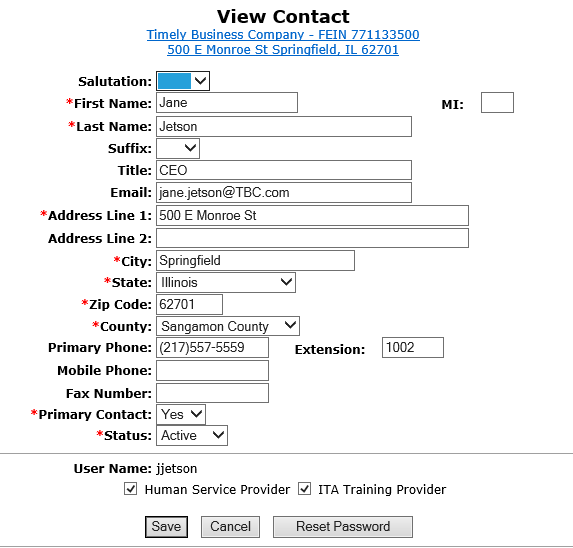 View Contact
Timely Business Company - FEIN 771133500
500 E Monroe St Springfield, IL 62701
Salutation:
*First Name: Jane MI:
*Last Name: Jetson
Suffix:
Title: CEO
Email: jane.jetson@TBC.com
*Address Line 1: 500 E Monroe St
Address Line 2:
*City: Springfield
*State: Illinois
*Zip Code: 62701
*County: Sangamon County
Primary Phone: (217)557-5559 Extension: 1002
Mobile Phone:
Fax Number:
*Primary Contact: Yes
*Status: Active
User Name: jjetson
Human Service Provider ITA Training Provider
Save Cancel Reset Password